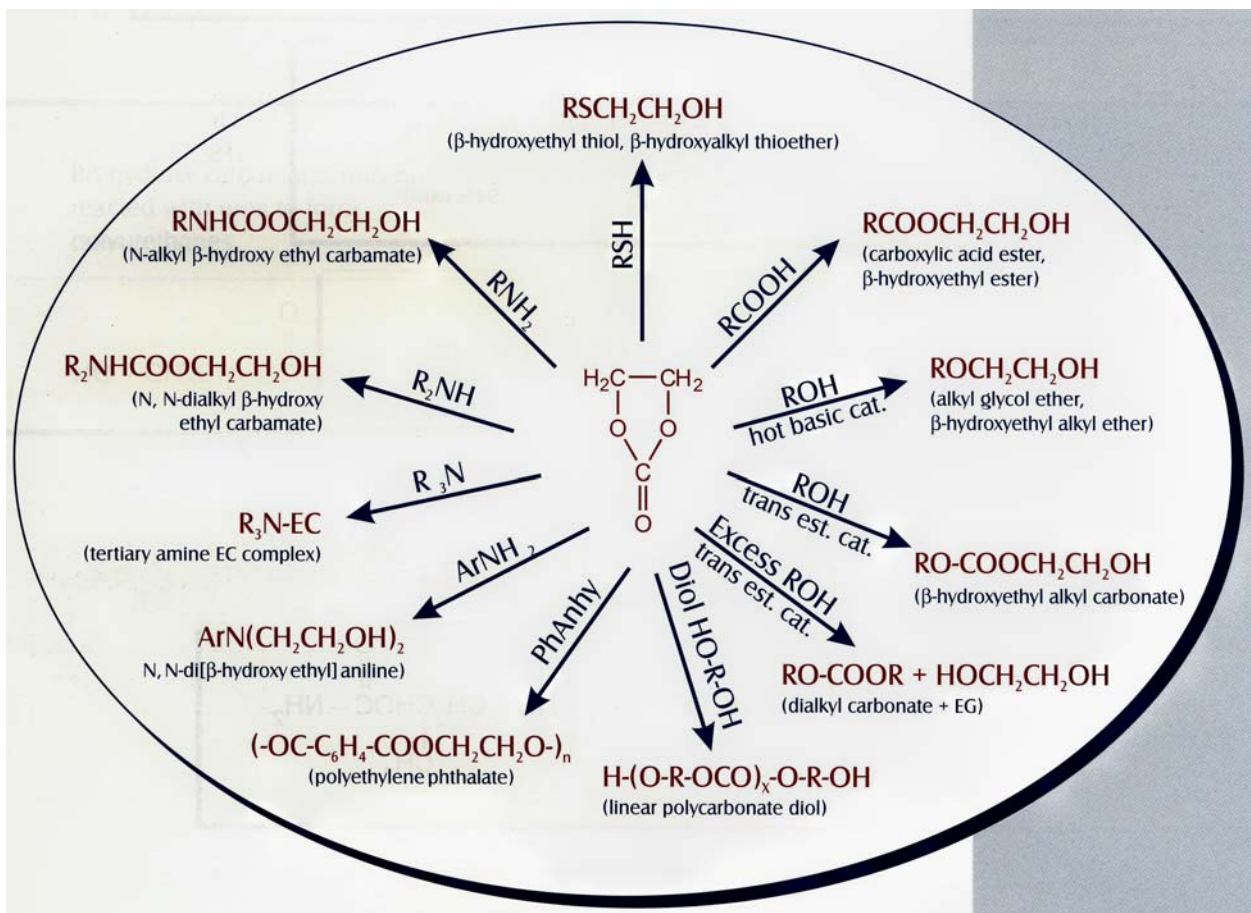 RSCH₂CH₂OH
(β-hydroxyethyl thiol, β-hydroxyalkyl thioether)
RSH
RNHCOOCH₂CH₂OH
(N-alkyl β-hydroxy ethyl carbamate)
RNH₂
RCOOH
RCOOCH₂CH₂OH
(carboxylic acid ester,
β-hydroxyethyl ester)
R₂NHCOOCH₂CH₂OH
(N, N-dialkyl β-hydroxy
ethyl carbamate)
R₂NH
H₂C—CH₂
O O
C
O
ROH
hot basic cat.
ROCH₂CH₂OH
(alkyl glycol ether,
β-hydroxyethyl alkyl ether)
R ₃N
R₃N-EC
(tertiary amine EC complex)
ROH
trans est. cat.
RO-COOCH₂CH₂OH
(β-hydroxyethyl alkyl carbonate)
ArNH ₂
ArN(CH₂CH₂OH)₂
N, N-di[β-hydroxy ethyl] aniline)
Excess ROH
trans est. cat.
RO-COOR + HOCH₂CH₂OH
(dialkyl carbonate + EG)
PhAnhy
(-OC-C₆H₄-COOCH₂CH₂O-)ₙ
(polyethylene phthalate)
Diol HO-R-OH
H-(O-R-OCO)ₓ-O-R-OH
(linear polycarbonate diol)